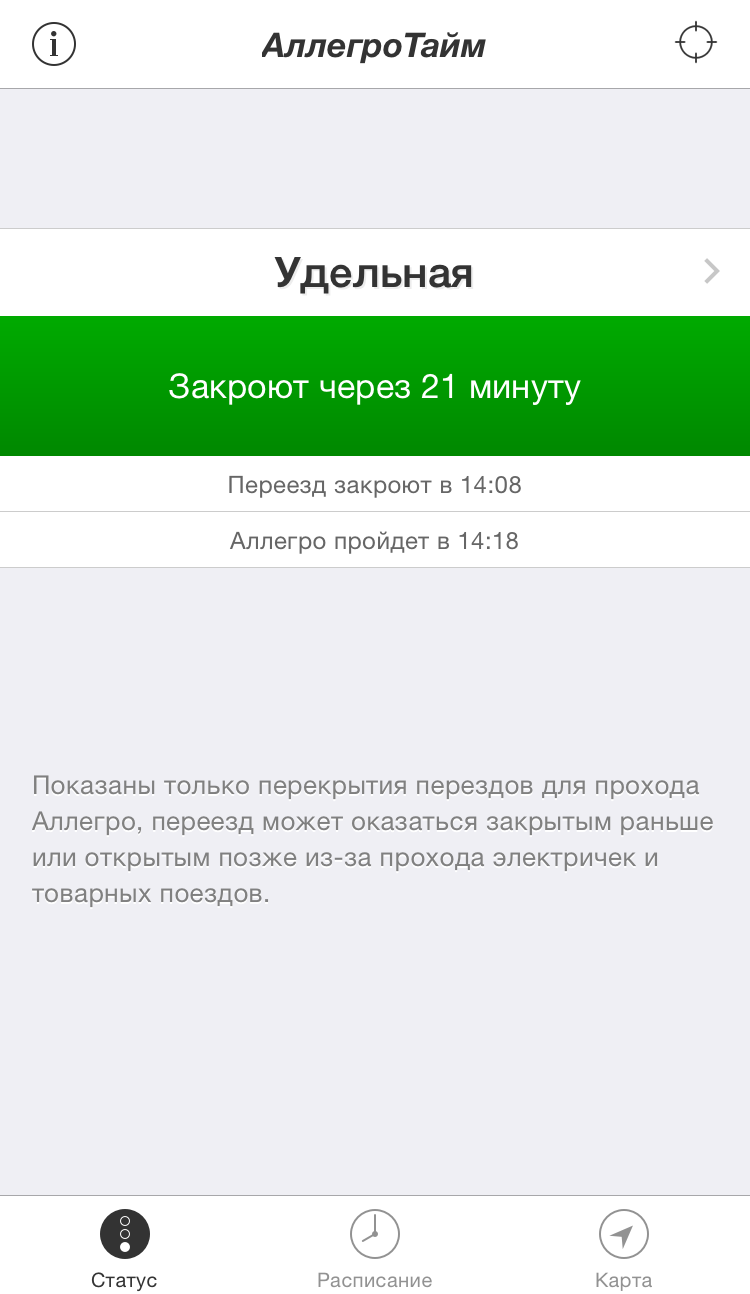 АллегроТайм
Удельная
Закроют через 21 минуту
Переезд закроют в 14:08
Аллегро пройдет в 14:18
Показаны только перекрытия перездов для прохода
Аллегро, переезд может оказаться закрытым раньше
или открытым позже из-за прохода электричек и
товарных поездов.
Статус
Расписание
Карта